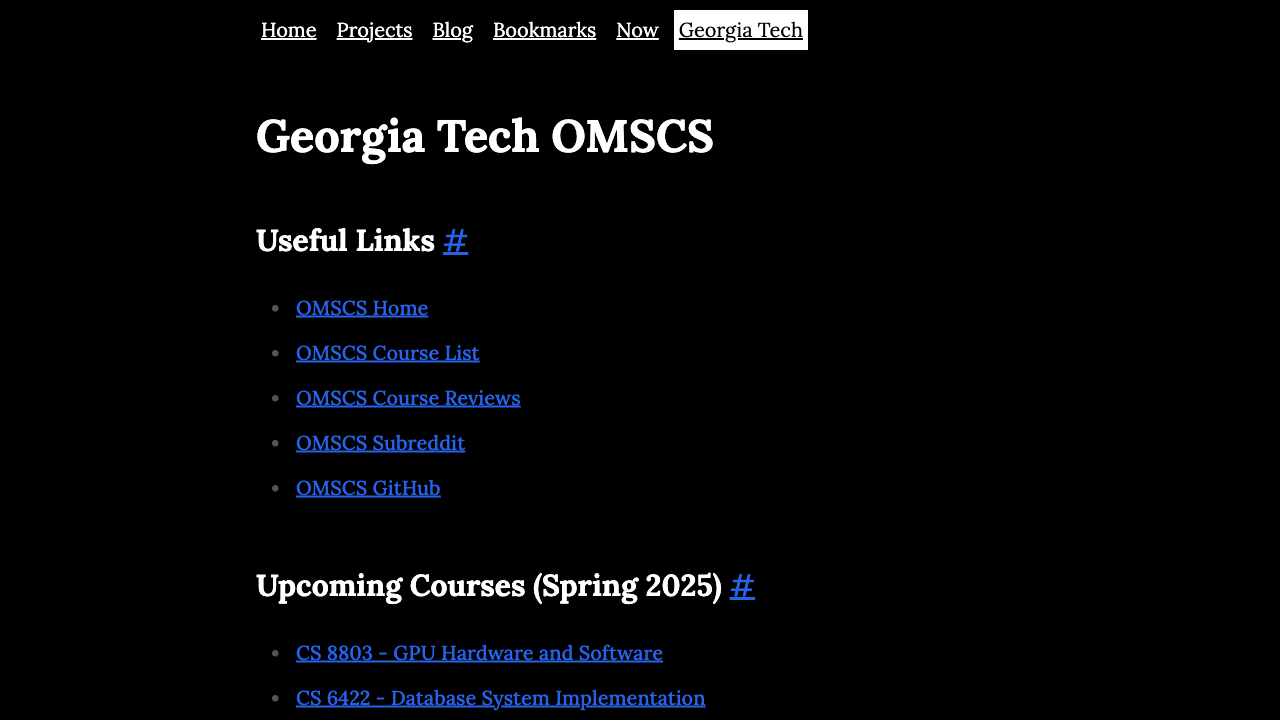 Home Projects Blog Bookmarks Now Georgia Tech
Georgia Tech OMSCS
Useful Links #
OMSCS Home
OMSCS Course List
OMSCS Course Reviews
OMSCS Subreddit
OMSCS GitHub
Upcoming Courses (Spring 2025) #
CS 8803 - GPU Hardware and Software
CS 6422 - Database System Implementation